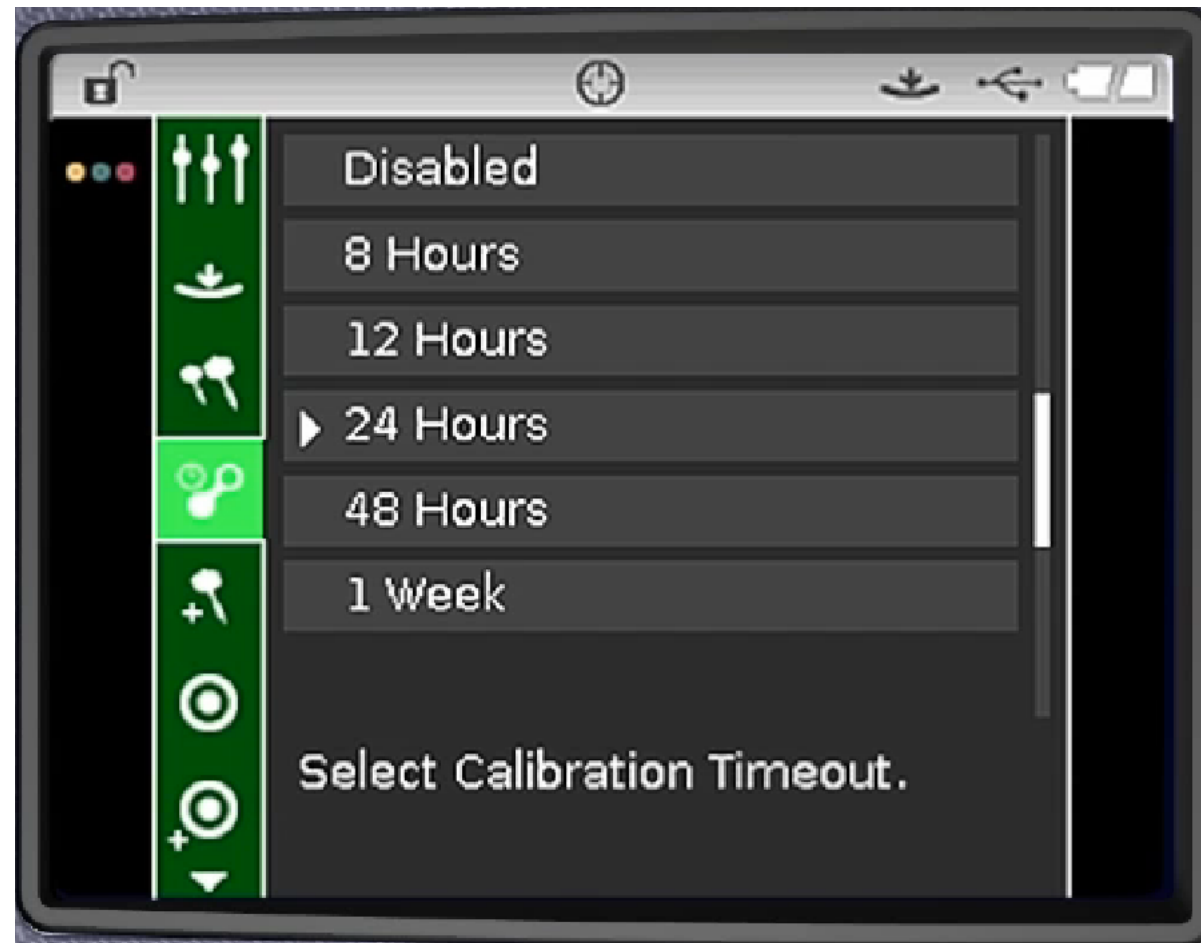 Disabled
8 Hours
12 Hours
24 Hours
48 Hours
1 Week
Select Calibration Timeout.